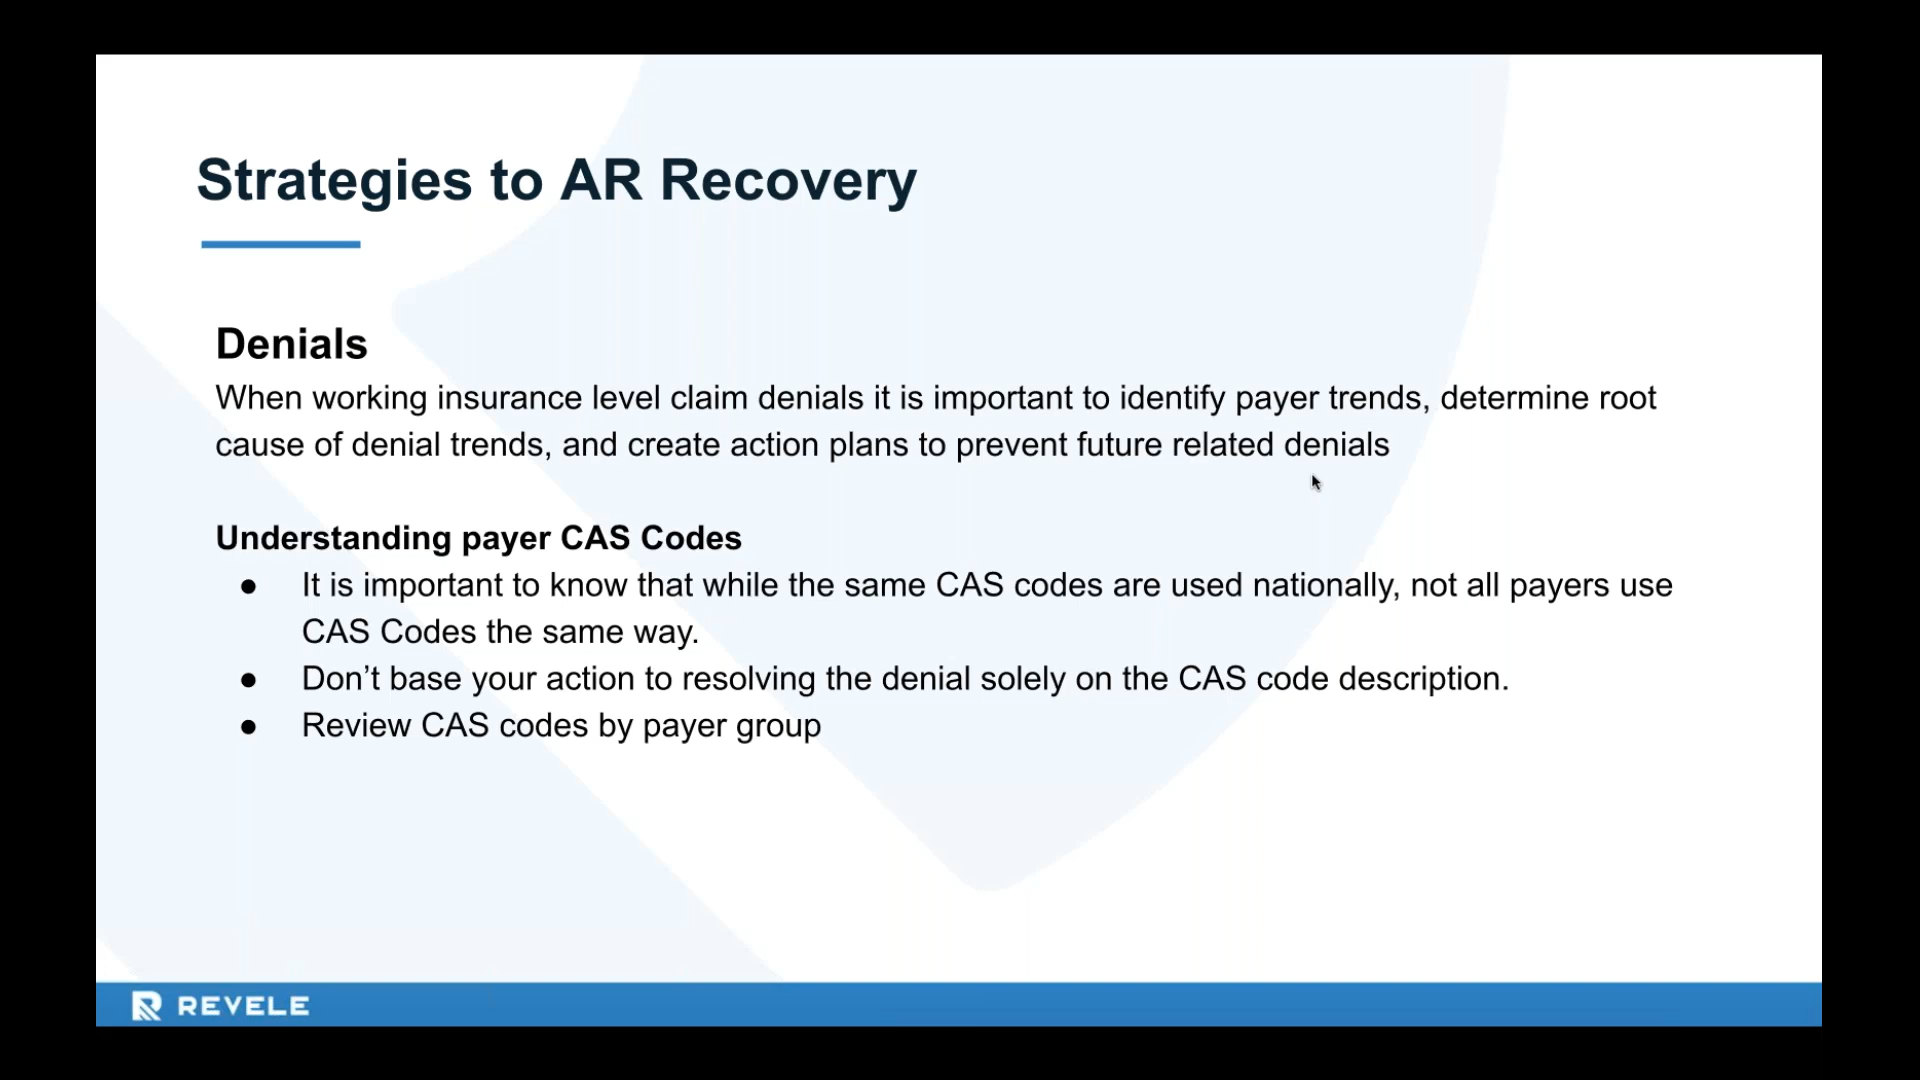 Strategies to AR Recovery
Denials
When working insurance level claim denials it is important to identify payer trends, determine root
cause of denial trends, and create action plans to prevent future related denials
Understanding payer CAS Codes
● It is important to know that while the same CAS codes are used nationally, not all payers use
CAS Codes the same way.
● Don’t base your action to resolving the denial solely on the CAS code description.
● Review CAS codes by payer group
REVELE